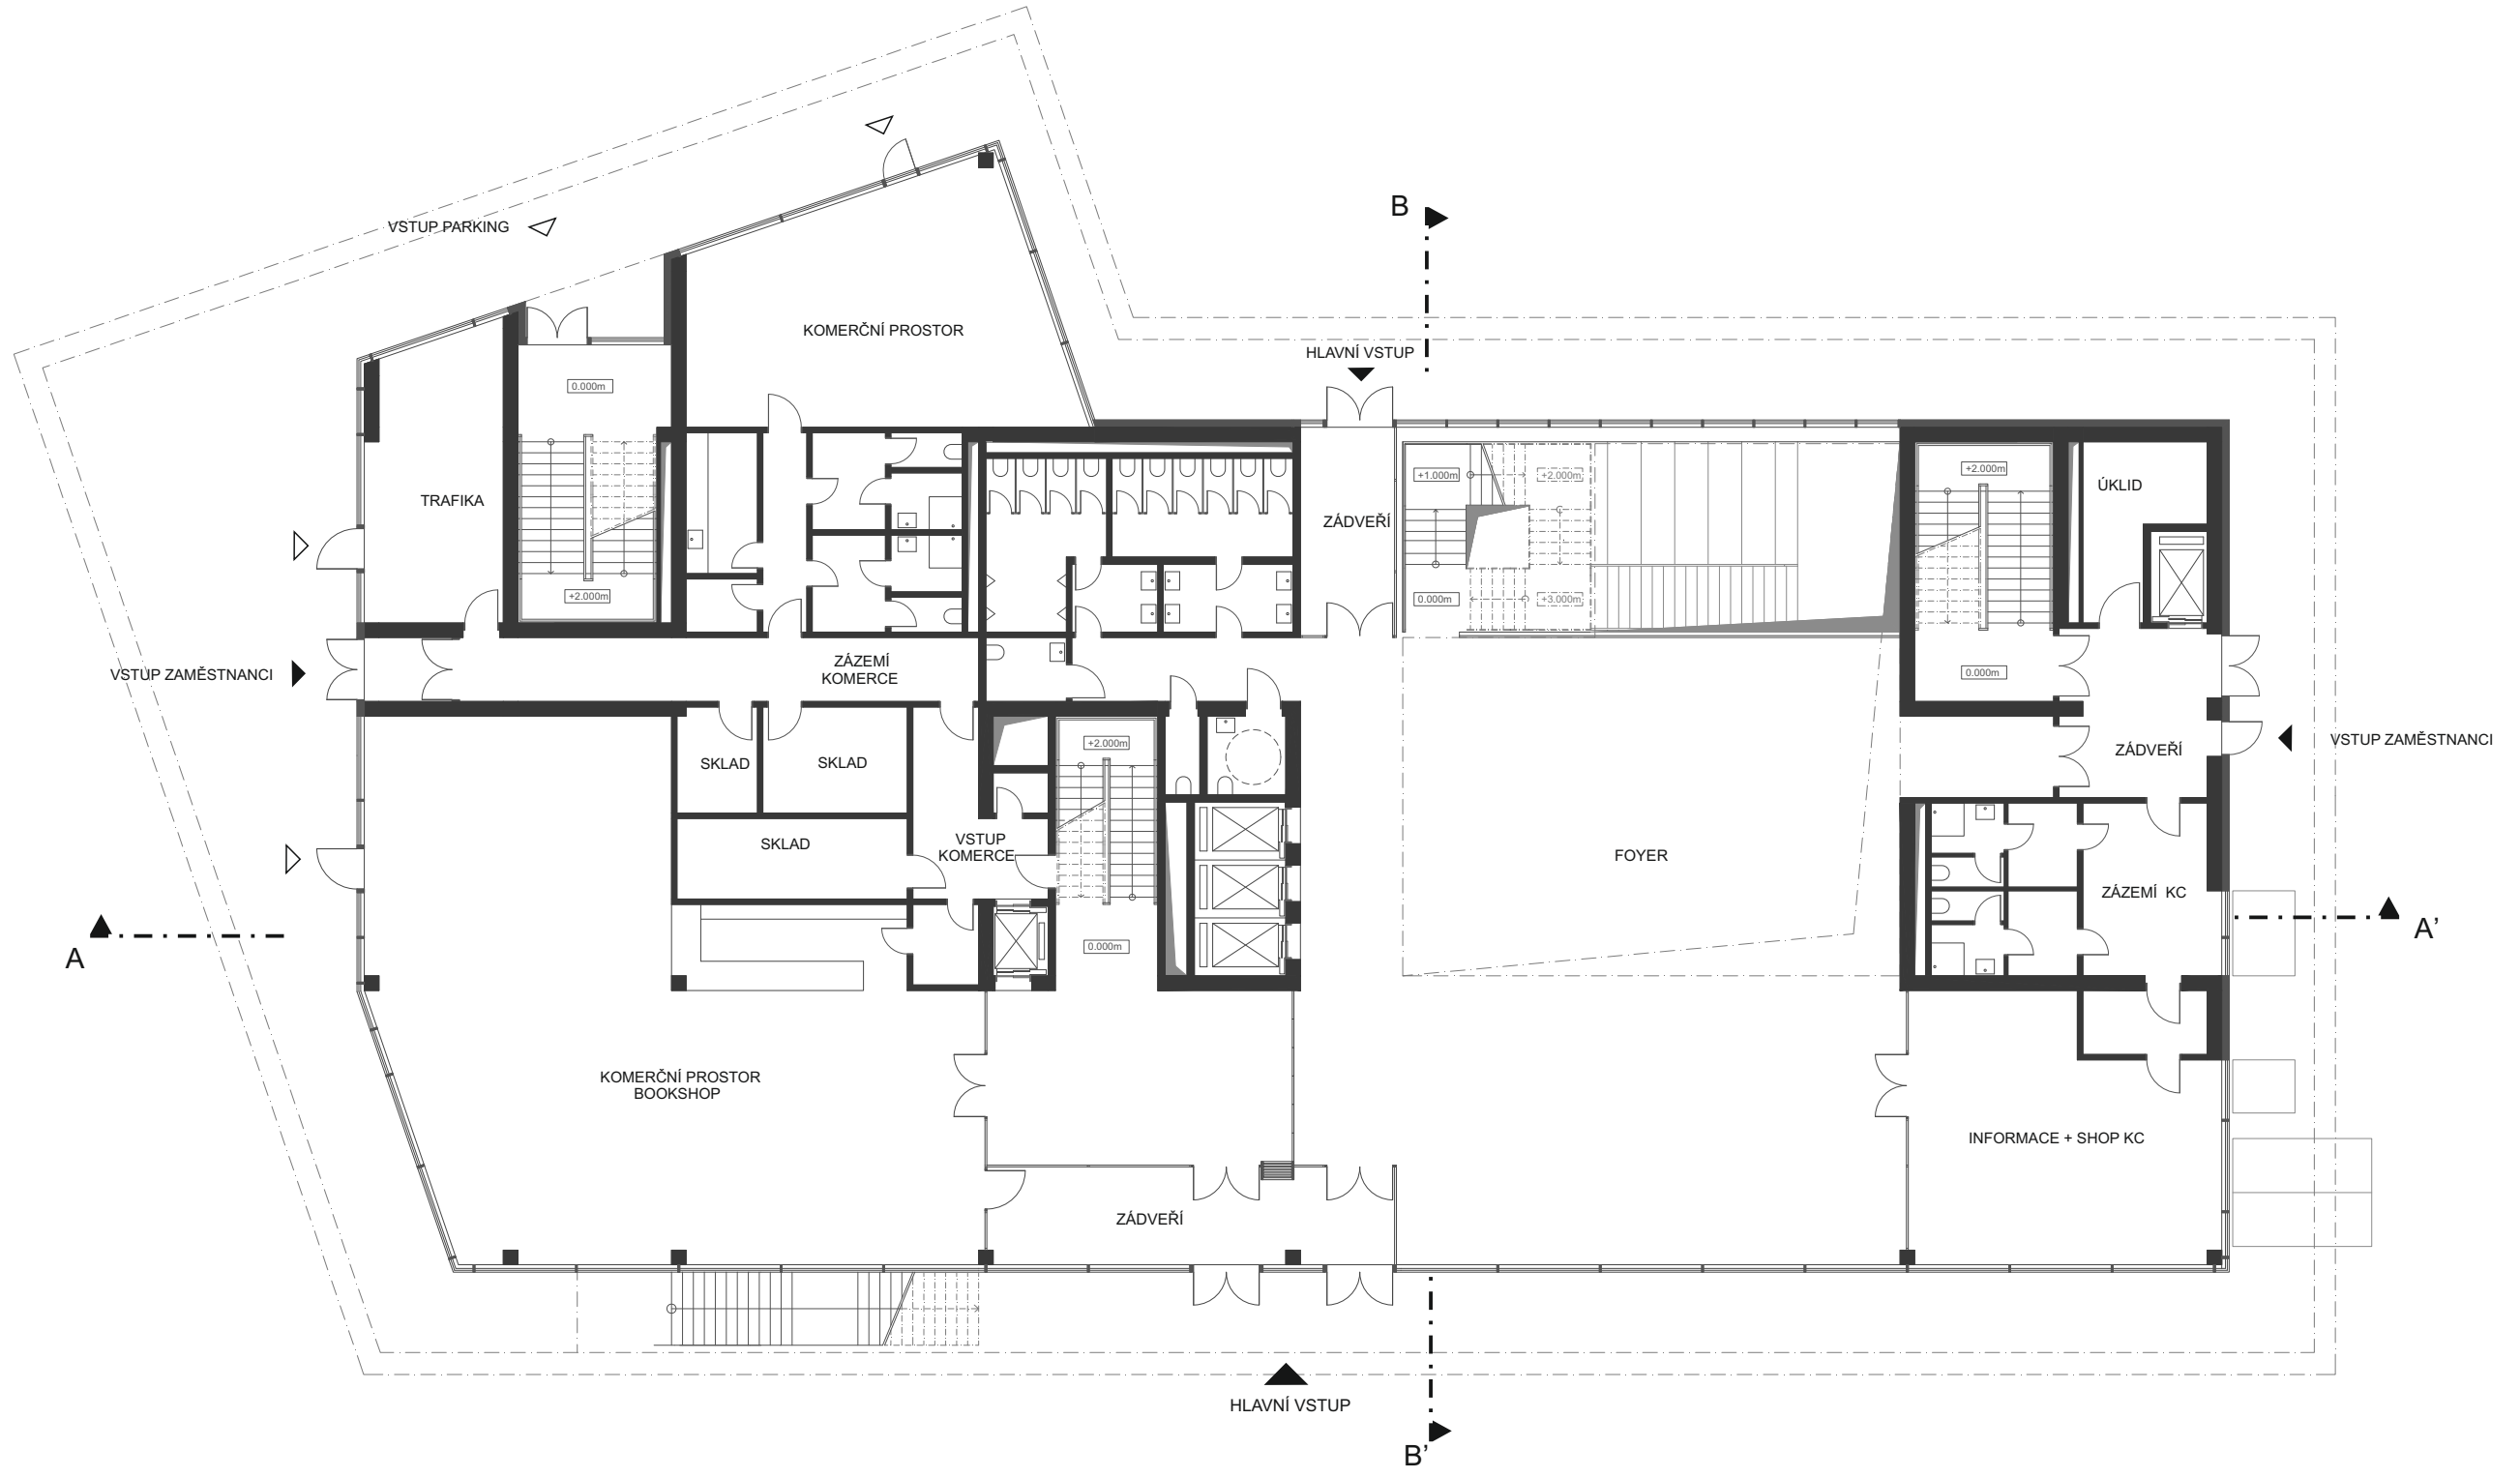 B
VSTUP PARKING
KOMERČNÍ PROSTOR
HLAVNÍ VSTUP
0.000m
+2.000m
+1.000m
+2.000m
ÚKLID
TRAFIKA
ZÁDVEŘÍ
+2.000m
0.000m
+3.000m
VSTUP ZAMĚSTNANCI
ZÁZEMÍ
KOMERCE
0.000m
+2.000m
VSTUP ZAMĚSTNANCI
ZÁDVEŘÍ
SKLAD
SKLAD
SKLAD
VSTUP
KOMERCE
FOYER
ZÁZEMÍ KC
A
0.000m
A’
KOMERČNÍ PROSTOR
BOOKSHOP
INFORMACE + SHOP KC
ZÁDVEŘÍ
HLAVNÍ VSTUP
B’